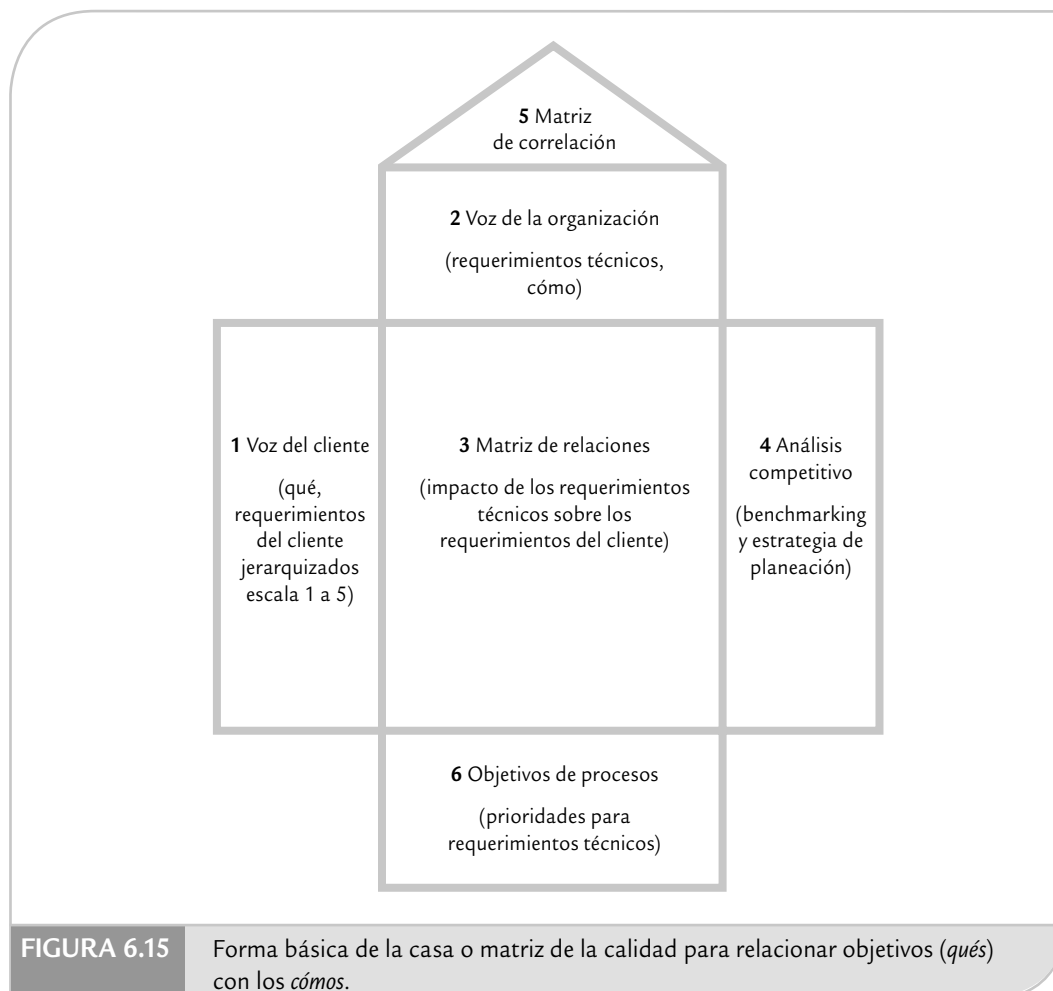 5 Matriz
de correlación
2 Voz de la organización
(requerimientos técnicos,
cómo)
1 Voz del cliente
(qué,
requerimientos
del cliente
jerarquizados
escala 1 a 5)
3 Matriz de relaciones
(impacto de los requerimientos
técnicos sobre los
requerimientos del cliente)
4 Análisis
competitivo
(benchmarking
y estrategia de
planeación)
6 Objetivos de procesos
(prioridades para
requerimientos técnicos)
FIGURA 6.15
Forma básica de la casa o matriz de la calidad para relacionar objetivos (qués)
con los cómos.